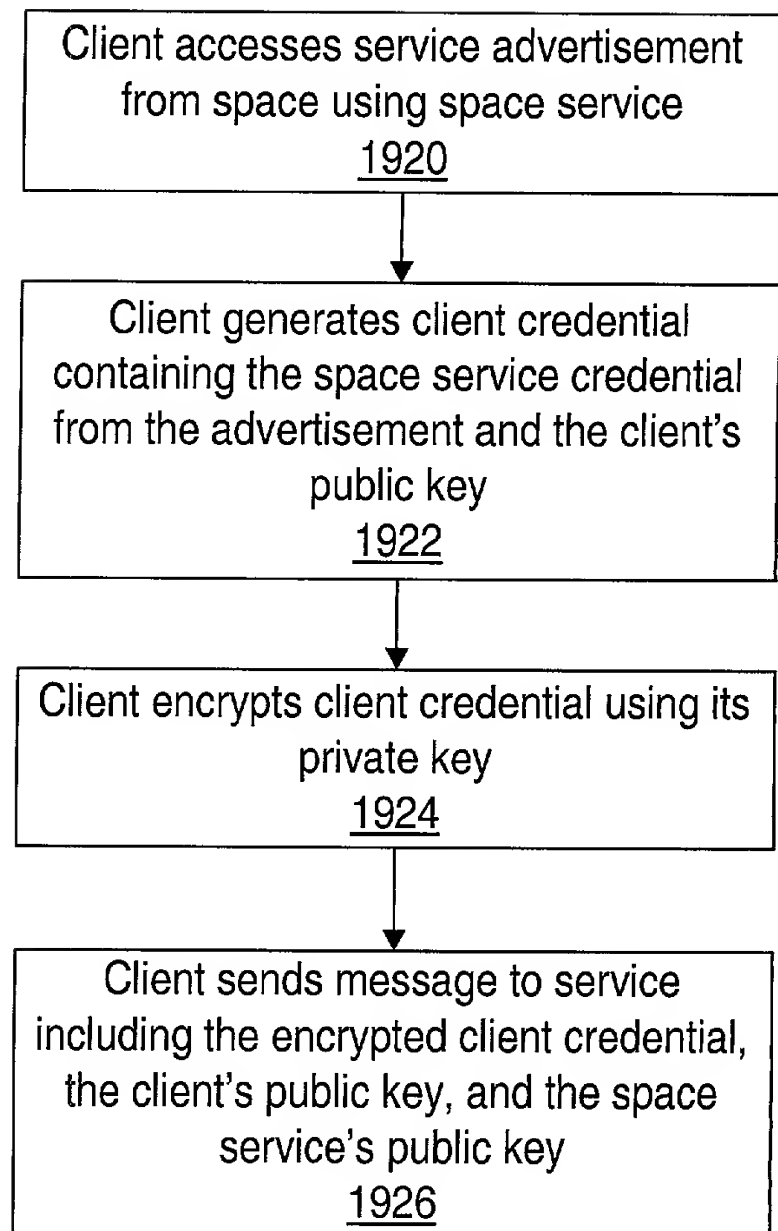 Client accesses service advertisement
from space using space service
1920
Client generates client credential
containing the space service credential
from the advertisement and the client's
public key
1922
Client encrypts client credential using its
private key
1924
Client sends message to service
including the encrypted client credential,
the client's public key, and the space
service's public key
1926